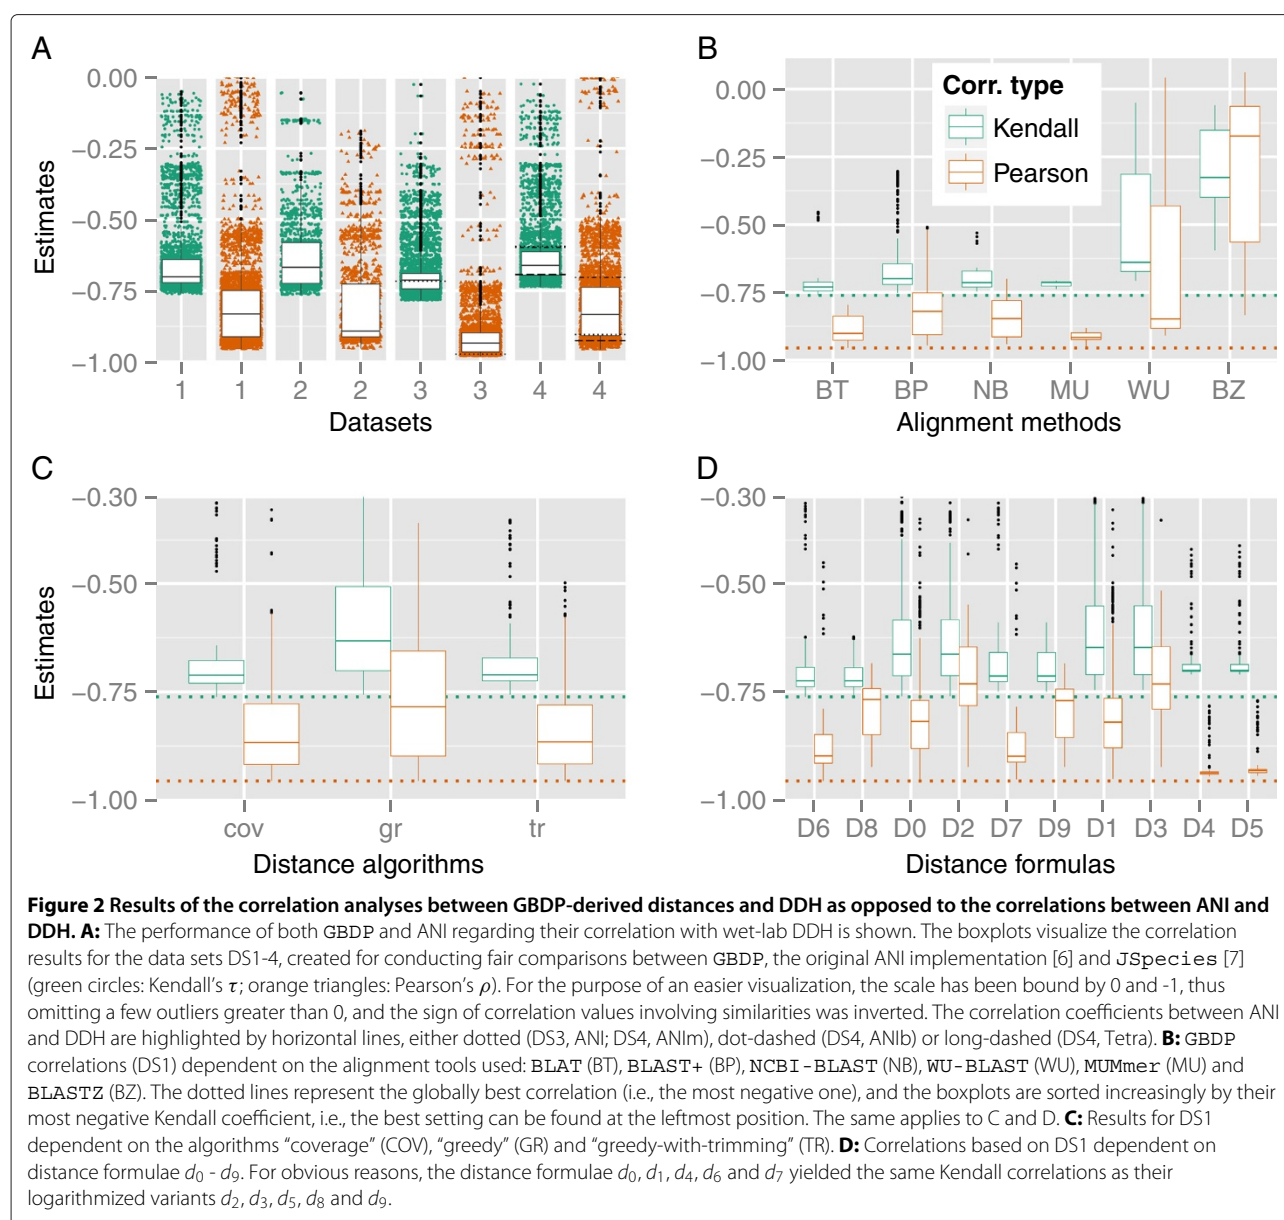 A
0.00
−0.25
−0.50
−0.75
−1.00
Estimates
1 1 2 2 3 3 4 4
Datasets
B
0.00
−0.25
−0.50
−0.75
−1.00
Corr. type
Kendall
Pearson
BT BP NB MU WU BZ
Alignment methods
C
−0.30
−0.50
−0.75
−1.00
Estimates
cov gr tr
Distance algorithms
D
−0.30
−0.50
−0.75
−1.00
D6 D8 D0 D2 D7 D9 D1 D3 D4 D5
Distance formulas
Figure 2 Results of the correlation analyses between GBDP-derived distances and DDH as opposed to the correlations between ANI and
DDH. A: The performance of both GBDP and ANI regarding their correlation with wet-lab DDH is shown. The boxplots visualize the correlation
results for the data sets DS1-4, created for conducting fair comparisons between GBDP, the original ANI implementation [6] and JSpecies [7]
(green circles: Kendall's τ; orange triangles: Pearson's ρ). For the purpose of an easier visualization, the scale has been bound by 0 and -1, thus
omitting a few outliers greater than 0, and the sign of correlation values involving similarities was inverted. The correlation coefficients between ANI
and DDH are highlighted by horizontal lines, either dotted (DS3, ANI; DS4, ANIm), dot-dashed (DS4, ANIb) or long-dashed (DS4, Tetra). B: GBDP
correlations (DS1) dependent on the alignment tools used: BLAT (BT), BLAST+ (BP), NCBI-BLAST (NB), WU-BLAST (WU), MUMmer (MU) and
BLASTZ (BZ). The dotted lines represent the globally best correlation (i.e., the most negative one), and the boxplots are sorted increasingly by their
most negative Kendall coefficient, i.e., the best setting can be found at the leftmost position. The same applies to C and D. C: Results for DS1
dependent on the algorithms "coverage" (COV), "greedy" (GR) and "greedy-with-trimming" (TR). D: Correlations based on DS1 dependent on
distance formulae d0 - d9. For obvious reasons, the distance formulae d0, d1, d4, d6 and d7 yielded the same Kendall correlations as their
logarithmized variants d2, d3, d5, d8 and d9.